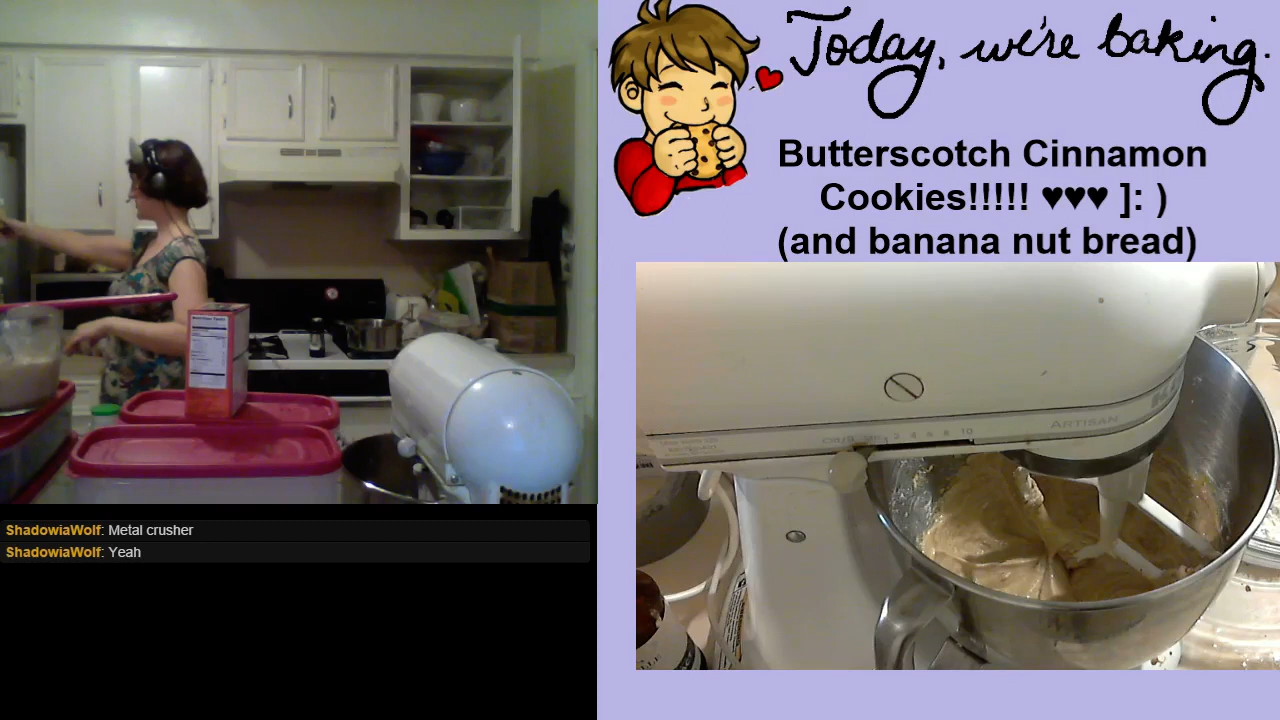 Today, we're baking.
Butterscotch Cinnamon
Cookies!!!!! ♥♥♥ ]: )
(and banana nut bread)
ARTISAN
ShadowiaWolf: Metal crusher
ShadowiaWolf: Yeah